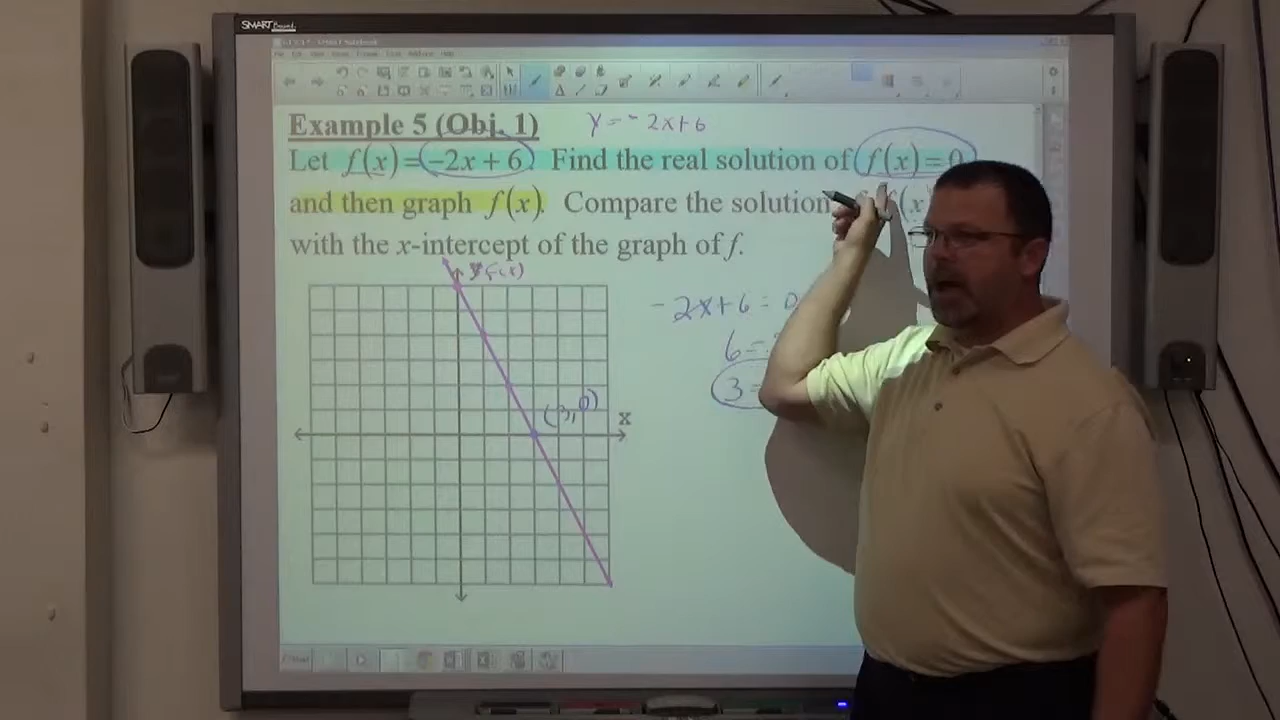 SMART Board
Example 5 (Obj. 1) y = -2x+6
Let f(x)=−2x + 6. Find the real solution of f(x)=0
and then graph f(x). Compare the solution f(x
with the x-intercept of the graph of f.
y f(x)
-2x+6 = 0
6=2
3=
(3,0)
x